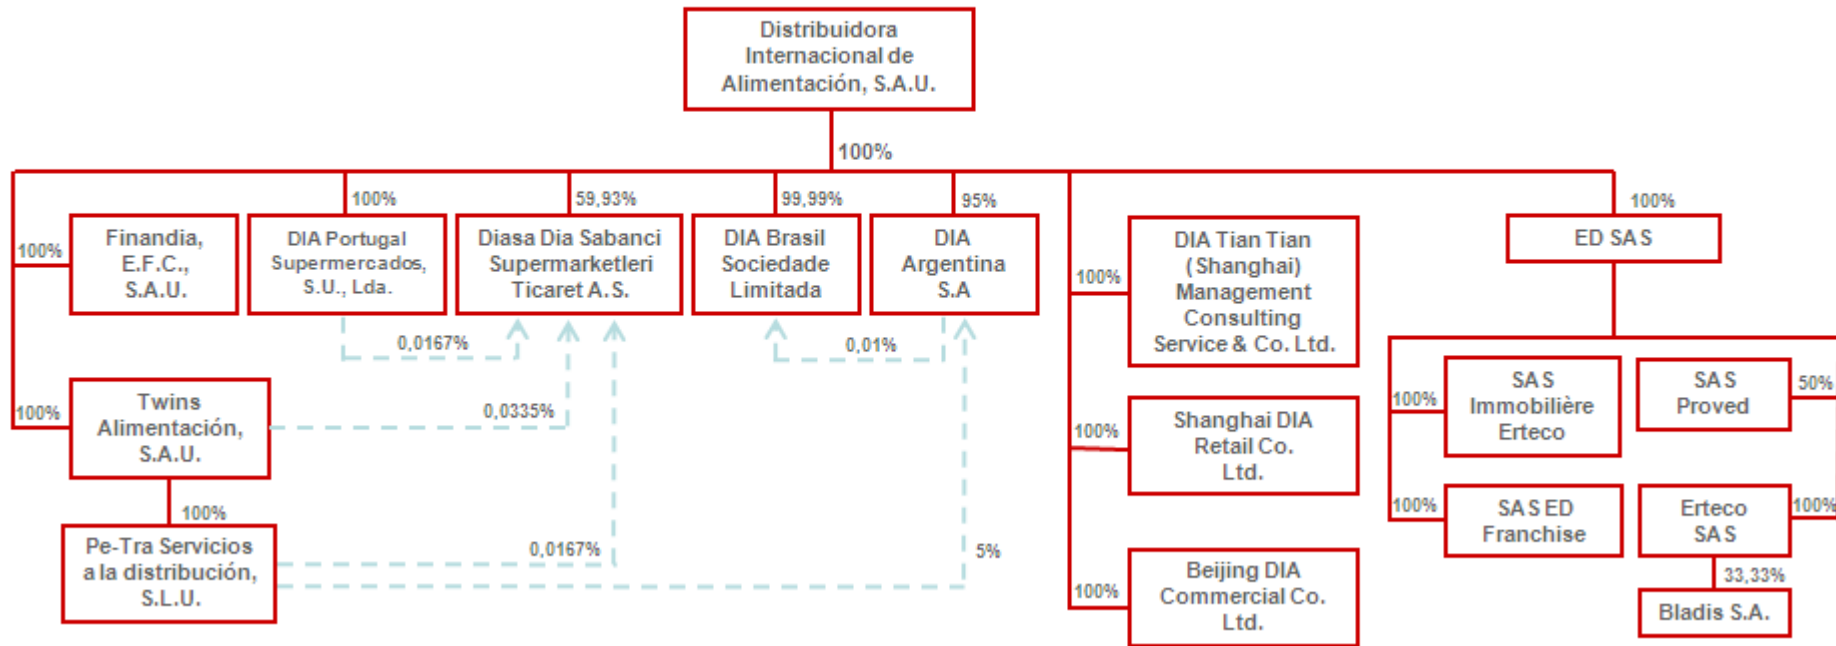 Distribuidora
Internacional de
Alimentación, S.A.U.
100%
100%
Finandia,
E.F.C.,
S.A.U.
100%
DIA Portugal
Supermercados,
S.U., Lda.
59,93%
Diasa Dia Sabanci
Supermarketleri
Ticaret A.S.
99,99%
DIA Brasil
Sociedade
Limitada
95%
DIA
Argentina
S.A
100%
DIA Tian Tian
(Shanghai)
Management
Consulting
Service & Co. Ltd.
100%
ED SAS
0,0167%
0,01%
100%
Twins
Alimentación,
S.A.U.
0,0335%
100%
Shanghai DIA
Retail Co.
Ltd.
100%
SAS
Immobilière
Erteco
SAS
Proved
50%
100%
Pe-Tra Servicios
a la distribución,
S.L.U.
0,0167%
5%
100%
Beijing DIA
Commercial Co.
Ltd.
100%
SAS ED
Franchise
Erteco
SAS
100%
33,33%
Bladis S.A.